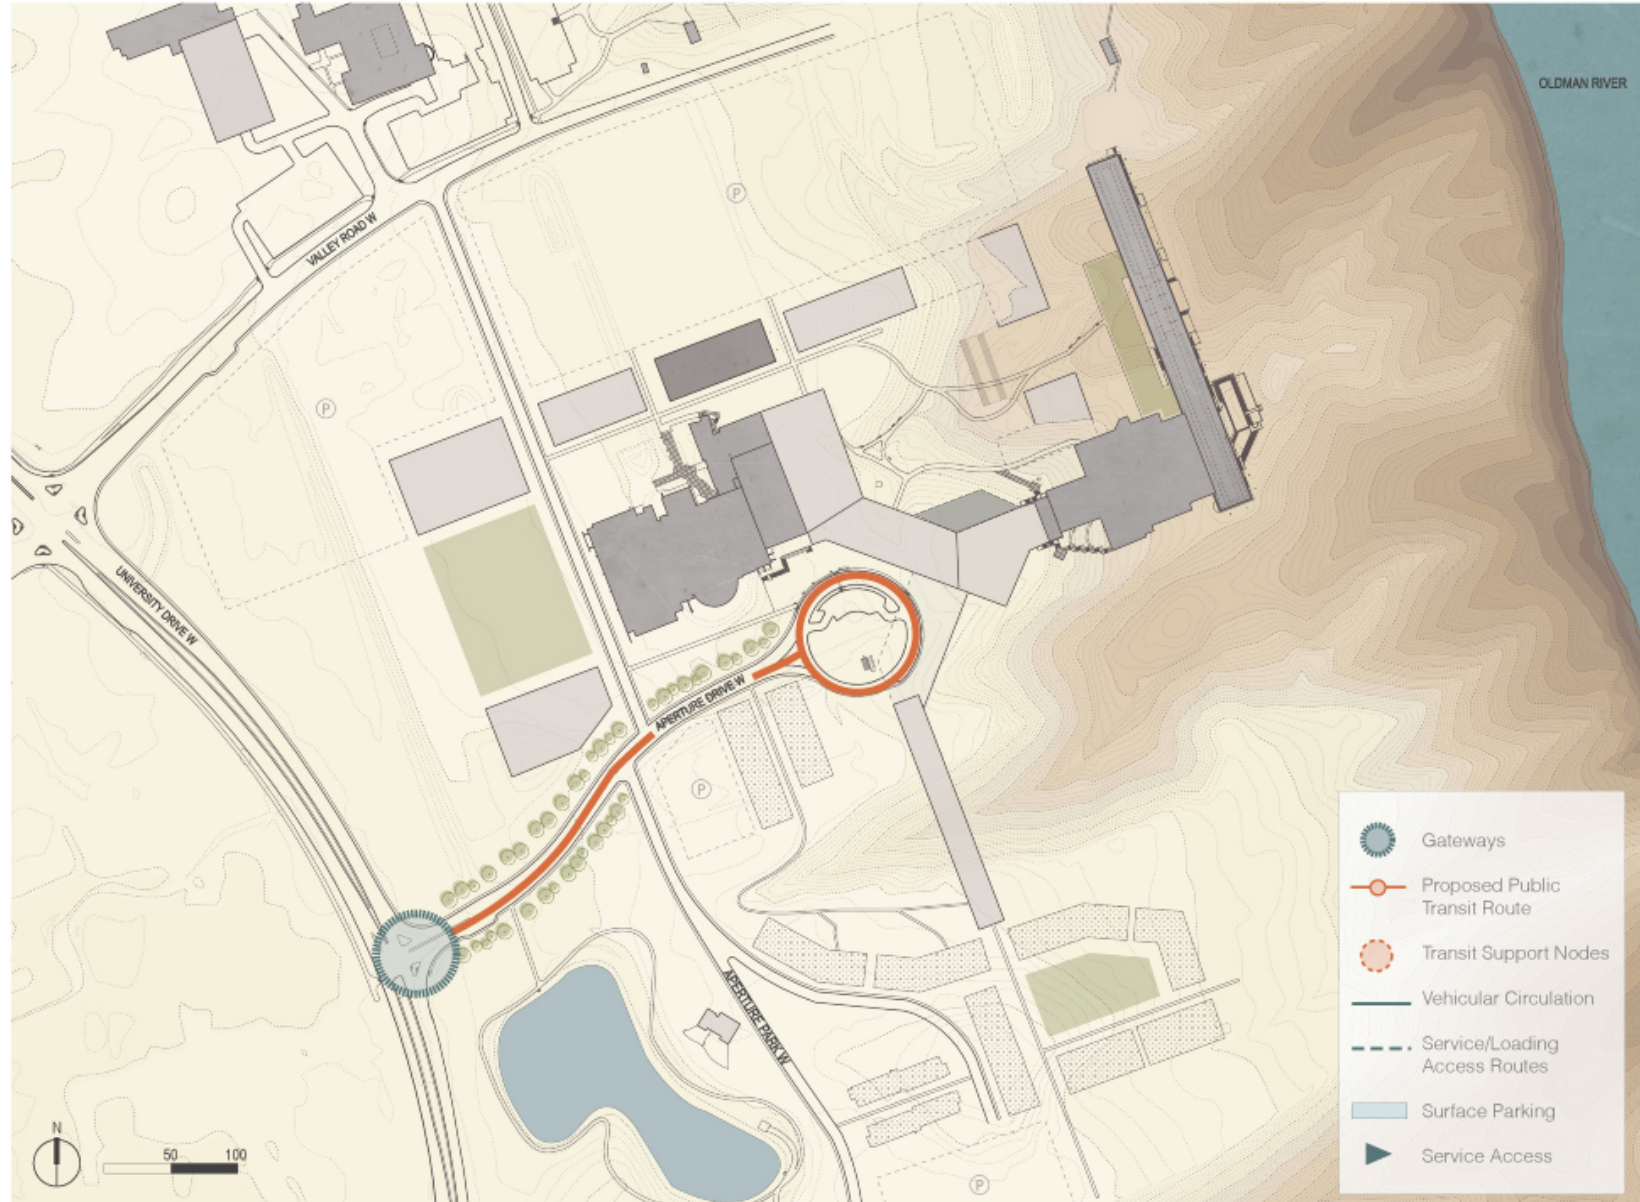 OLDMAN RIVER
P
VALLEY ROAD W
P
P
UNIVERSITY DRIVE W
APERTURE DRIVE W
P
APERTURE PARK W
P
N
50 100
Gateways
Proposed Public
Transit Route
Transit Support Nodes
Vehicular Circulation
Service/Loading
Access Routes
Surface Parking
Service Access